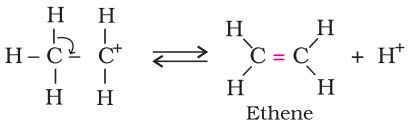 H H H H
H – C – C⁺ ⇌ C = C + H⁺
H H H H
Ethene